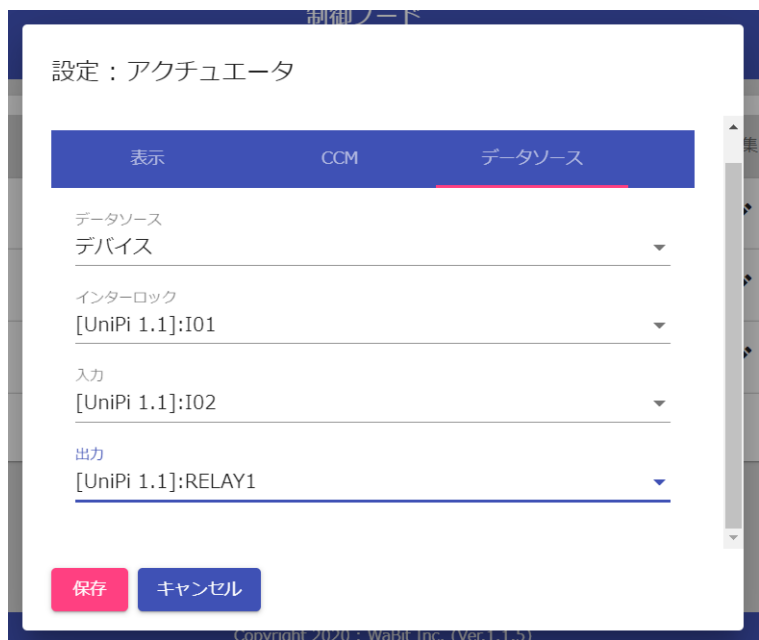 制御ノード
設定：アクチュエータ
集
表示 CCM データソース
データソース
デバイス
インターロック
[UniPi 1.1]:I01
入力
[UniPi 1.1]:I02
出力
[UniPi 1.1]:RELAY1
保存 キャンセル
Copyright 2020 : WaBit Inc. (Ver.1.1.5)